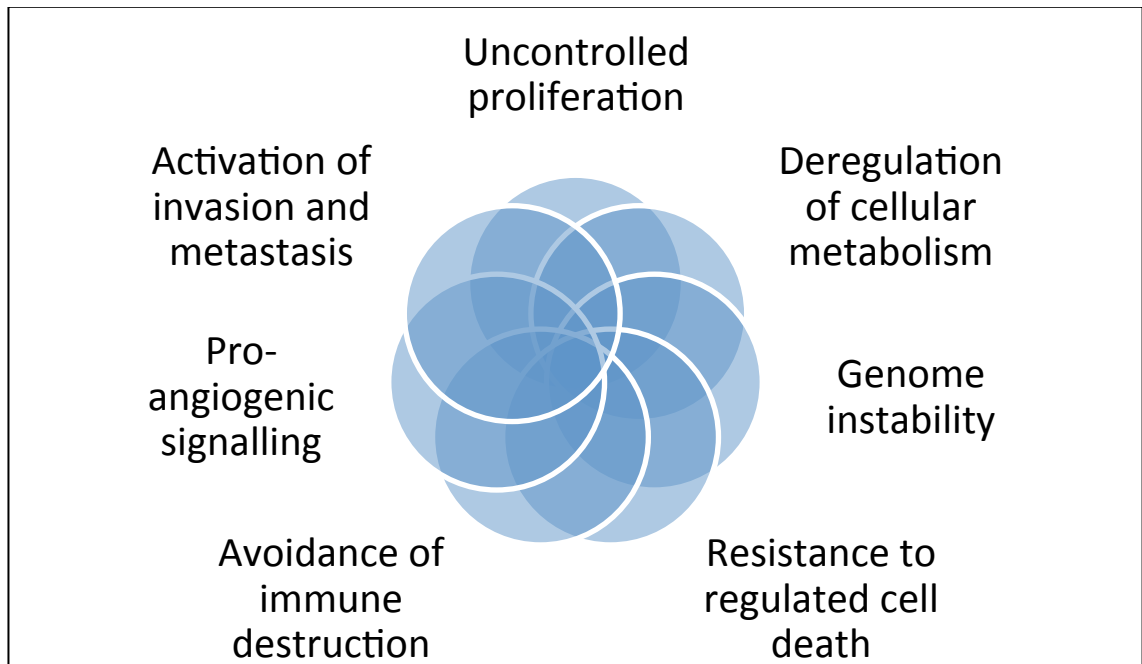 Uncontrolled
proliferation
Deregulation
of cellular
metabolism
Genome
instability
Resistance to
regulated cell
death
Avoidance of
immune
destruction
Pro-
angiogenic
signalling
Activation of
invasion and
metastasis